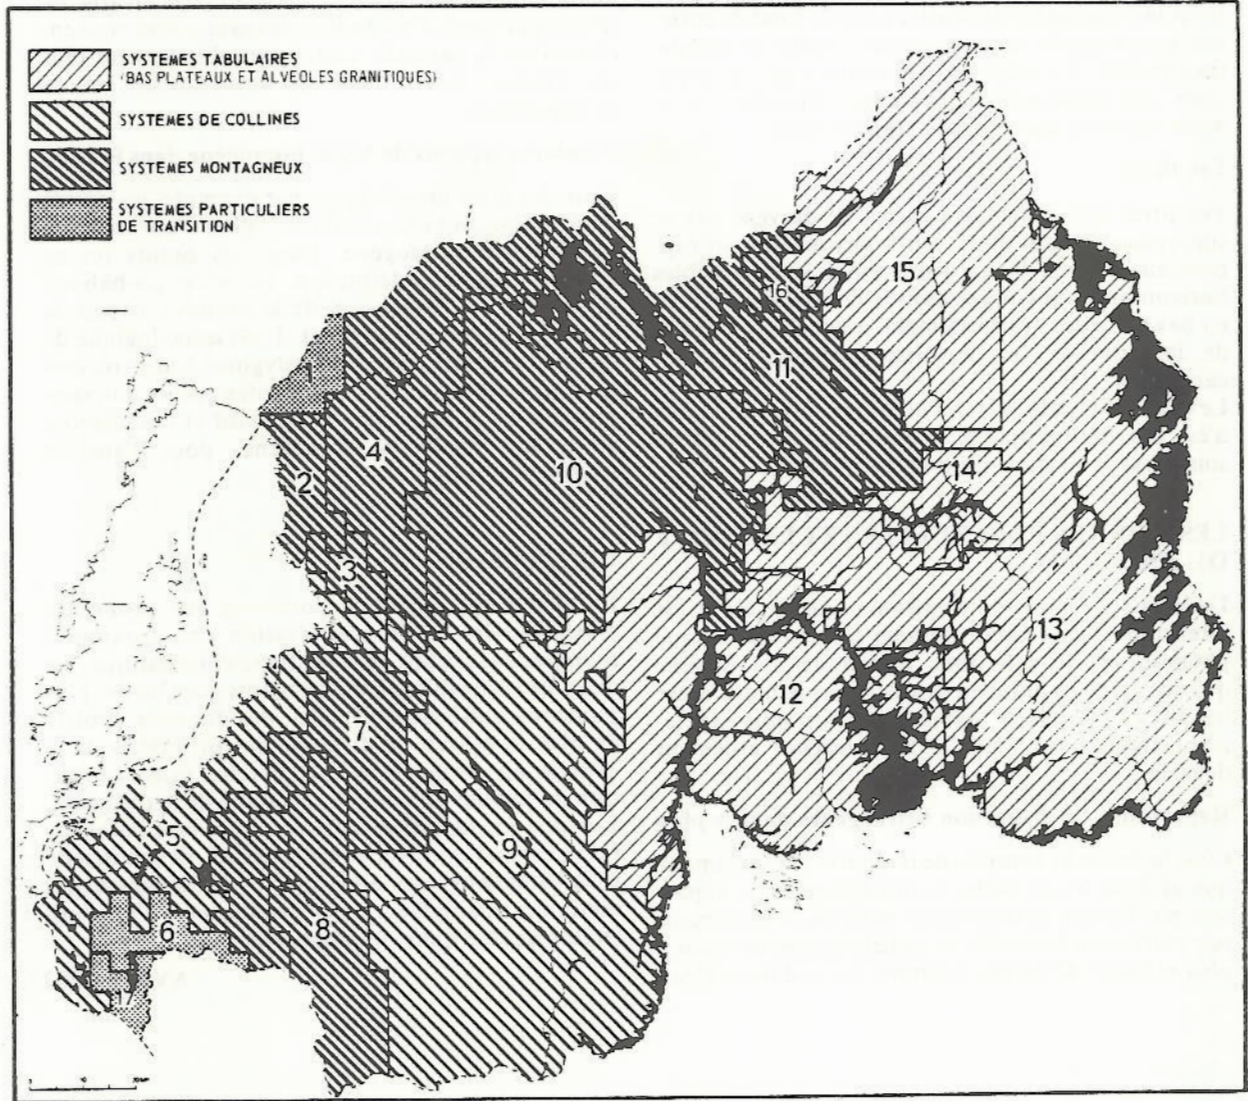 SYSTEMES TABULAIRES
(BAS PLATEAUX ET ALVEOLES GRANITIQUES)
SYSTEMES DE COLLINES
SYSTEMES MONTAGNEUX
SYSTEMES PARTICULIERS
DE TRANSITION
15
16
1
11
4
10
14
2
3
13
12
7
5
9
6
8
17